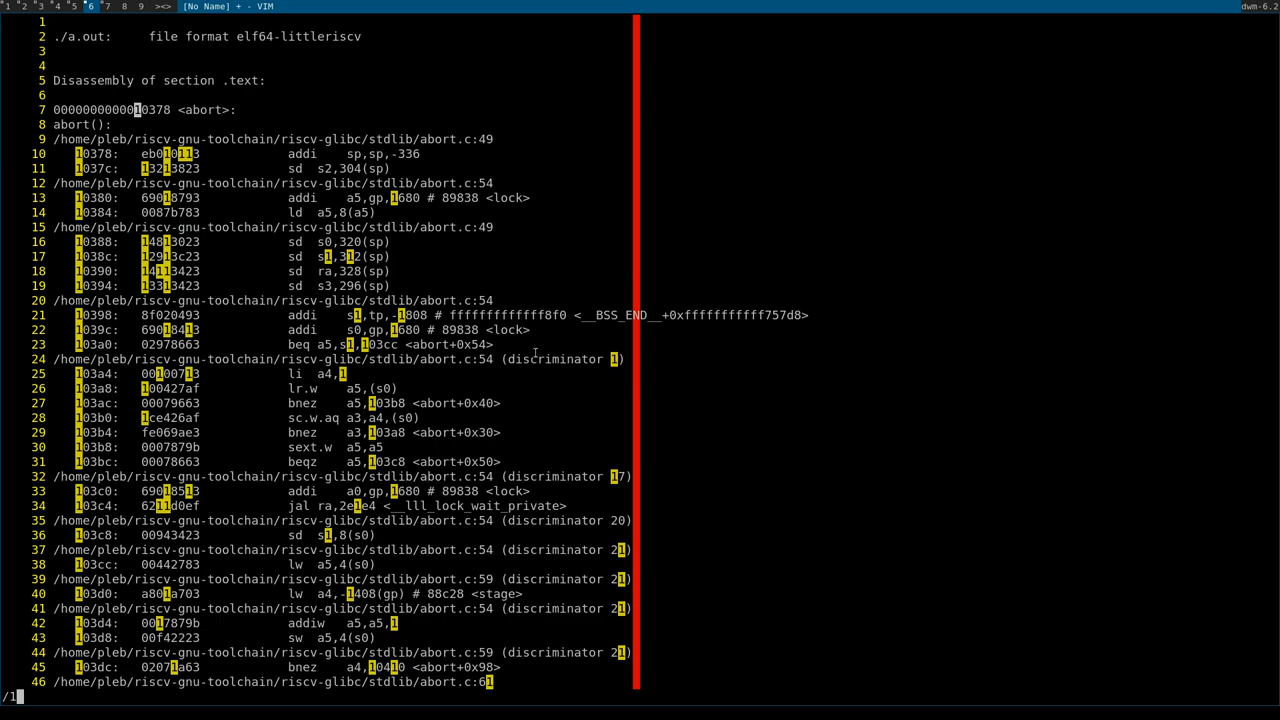 1 2 3 4 5 6 7 8 9 ><> [No Name] + - VIM dwm-6.2
1
2 ./a.out:     file format elf64-littleriscv
3
4
5 Disassembly of section .text:
6
7 0000000000010378 <abort>:
8 abort():
9 /home/pleb/riscv-gnu-toolchain/riscv-glibc/stdlib/abort.c:49
10    10378:   eb010113            addi    sp,sp,-336
11    1037c:   13213823            sd  s2,304(sp)
12 /home/pleb/riscv-gnu-toolchain/riscv-glibc/stdlib/abort.c:54
13    10380:   69018793            addi    a5,gp,1680 # 89838 <lock>
14    10384:   0087b783            ld  a5,8(a5)
15 /home/pleb/riscv-gnu-toolchain/riscv-glibc/stdlib/abort.c:49
16    10388:   14813023            sd  s0,320(sp)
17    1038c:   12913c23            sd  s1,312(sp)
18    10390:   14113423            sd  ra,328(sp)
19    10394:   13313423            sd  s3,296(sp)
20 /home/pleb/riscv-gnu-toolchain/riscv-glibc/stdlib/abort.c:54
21    10398:   8f020493            addi    s1,tp,-1808 # fffffffffffff8f0 <__BSS_END__+0xfffffffffff757d8>
22    1039c:   69018413            addi    s0,gp,1680 # 89838 <lock>
23    103a0:   02978663            beq a5,s1,103cc <abort+0x54>
24 /home/pleb/riscv-gnu-toolchain/riscv-glibc/stdlib/abort.c:54 (discriminator 1)
25    103a4:   00100713            li  a4,1
26    103a8:   100427af            lr.w    a5,(s0)
27    103ac:   00079663            bnez    a5,103b8 <abort+0x40>
28    103b0:   1ce426af            sc.w.aq a3,a4,(s0)
29    103b4:   fe069ae3            bnez    a3,103a8 <abort+0x30>
30    103b8:   0007879b            sext.w  a5,a5
31    103bc:   00078663            beqz    a5,103c8 <abort+0x50>
32 /home/pleb/riscv-gnu-toolchain/riscv-glibc/stdlib/abort.c:54 (discriminator 17)
33    103c0:   69018513            addi    a0,gp,1680 # 89838 <lock>
34    103c4:   6211d0ef            jal ra,2e1e4 <__lll_lock_wait_private>
35 /home/pleb/riscv-gnu-toolchain/riscv-glibc/stdlib/abort.c:54 (discriminator 20)
36    103c8:   00943423            sd  s1,8(s0)
37 /home/pleb/riscv-gnu-toolchain/riscv-glibc/stdlib/abort.c:54 (discriminator 21)
38    103cc:   00442783            lw  a5,4(s0)
39 /home/pleb/riscv-gnu-toolchain/riscv-glibc/stdlib/abort.c:59 (discriminator 21)
40    103d0:   a801a703            lw  a4,-1408(gp) # 88c28 <stage>
41 /home/pleb/riscv-gnu-toolchain/riscv-glibc/stdlib/abort.c:54 (discriminator 21)
42    103d4:   0017879b            addiw   a5,a5,1
43    103d8:   00f42223            sw  a5,4(s0)
44 /home/pleb/riscv-gnu-toolchain/riscv-glibc/stdlib/abort.c:59 (discriminator 21)
45    103dc:   02071a63            bnez    a4,10410 <abort+0x98>
46 /home/pleb/riscv-gnu-toolchain/riscv-glibc/stdlib/abort.c:61
/1